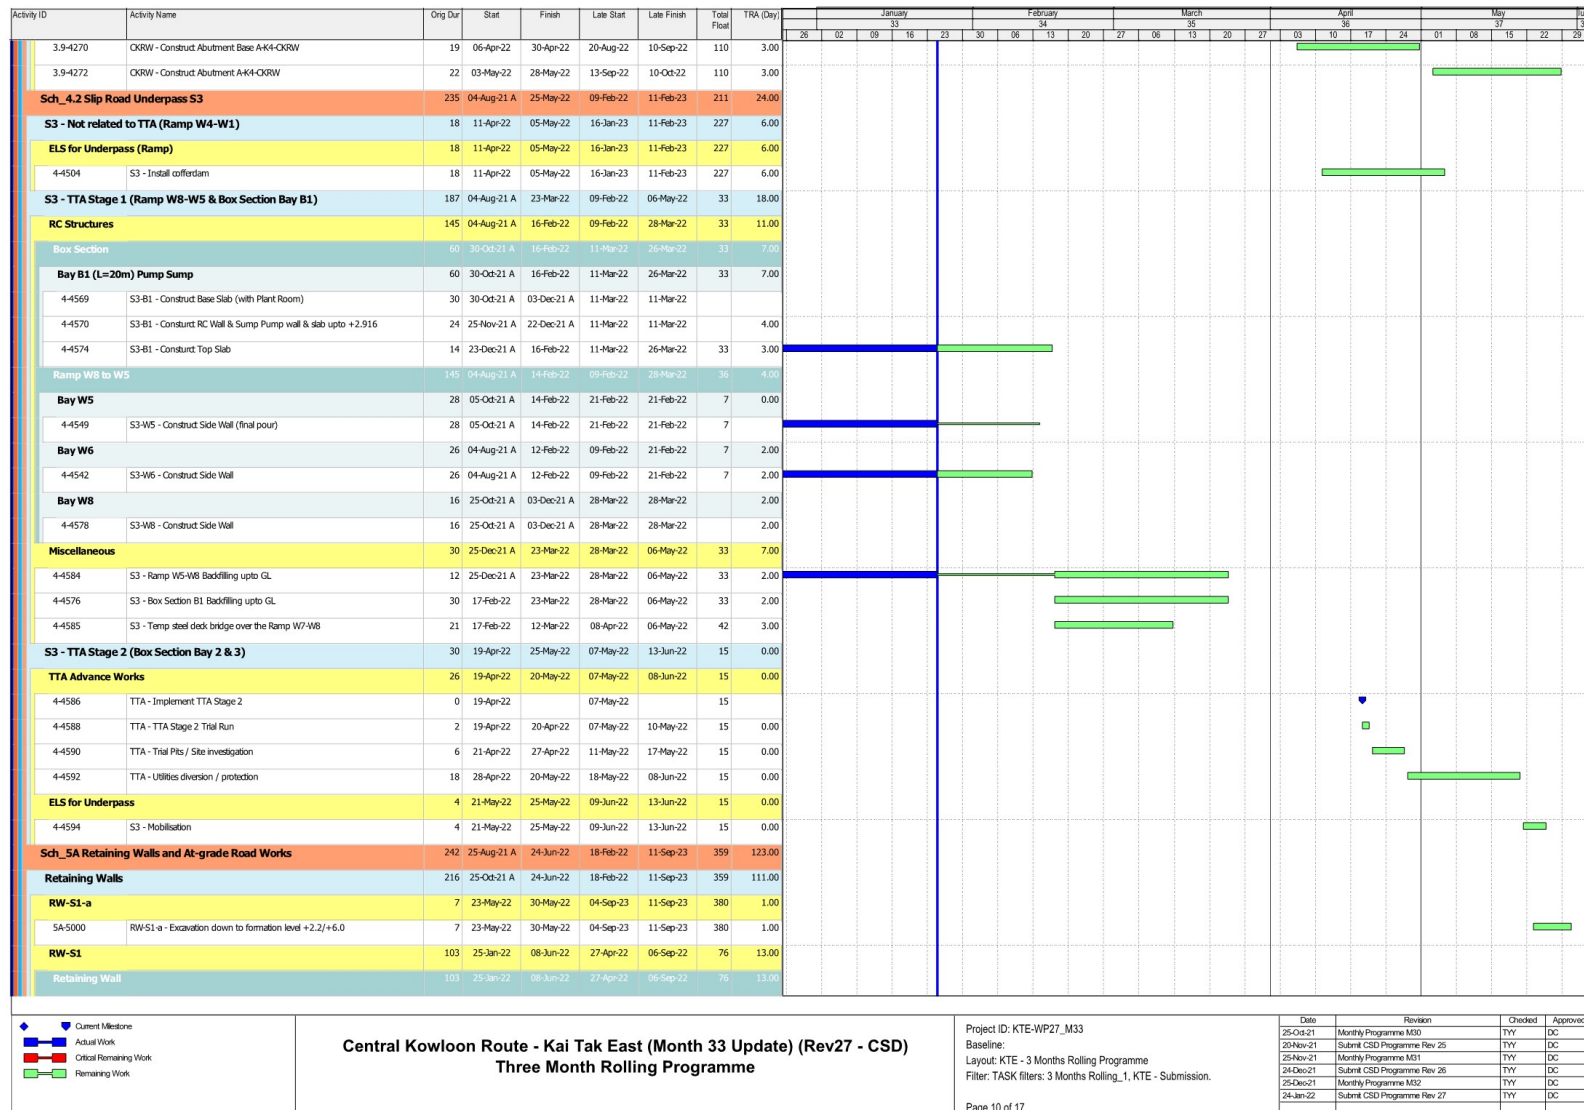 Activity ID Activity Name Orig Dur Start Finish Late Start Late Finish Total Float TRA (Day) January February March April May
33 34 35 36 37
26 02 09 16 23 30 06 13 20 27 06 13 20 27 03 10 17 24 01 08 15 22 29
3.9-4270 CKRW - Construct Abutment Base A-K4-CKRW 19 06-Apr-22 30-Apr-22 20-Aug-22 10-Sep-22 110 3.00
3.9-4272 CKRW - Construct Abutment A-K4-CKRW 22 03-May-22 28-May-22 13-Sep-22 10-Oct-22 110 3.00
Sch_4.2 Slip Road Underpass S3 235 04-Aug-21 A 25-May-22 09-Feb-22 11-Feb-23 211 24.00
S3 - Not related to TTA (Ramp W4-W1) 18 11-Apr-22 05-May-22 16-Jan-23 11-Feb-23 227 6.00
ELS for Underpass (Ramp) 18 11-Apr-22 05-May-22 16-Jan-23 11-Feb-23 227 6.00
4-4504 S3 - Install cofferdam 18 11-Apr-22 05-May-22 16-Jan-23 11-Feb-23 227 6.00
S3 - TTA Stage 1 (Ramp W8-W5 & Box Section Bay B1) 187 04-Aug-21 A 23-Mar-22 09-Feb-22 06-May-22 33 18.00
RC Structures 145 04-Aug-21 A 16-Feb-22 09-Feb-22 28-Mar-22 33 11.00
Box Section 60 30-Oct-21 A 16-Feb-22 11-Mar-22 26-Mar-22 33 7.00
Bay B1 (L=20m) Pump Sump 60 30-Oct-21 A 16-Feb-22 11-Mar-22 26-Mar-22 33 7.00
4-4569 S3-B1 - Construct Base Slab (with Plant Room) 30 30-Oct-21 A 03-Dec-21 A 11-Mar-22 11-Mar-22
4-4570 S3-B1 - Consturct RC Wall & Sump Pump wall & slab upto +2.916 24 25-Nov-21 A 22-Dec-21 A 11-Mar-22 11-Mar-22 4.00
4-4574 S3-B1 - Consturct Top Slab 14 23-Dec-21 A 16-Feb-22 11-Mar-22 26-Mar-22 33 3.00
Ramp W8 to W5 145 04-Aug-21 A 14-Feb-22 09-Feb-22 28-Mar-22 36 4.00
Bay W5 28 05-Oct-21 A 14-Feb-22 21-Feb-22 21-Feb-22 7 0.00
4-4549 S3-W5 - Construct Side Wall (final pour) 28 05-Oct-21 A 14-Feb-22 21-Feb-22 21-Feb-22 7
Bay W6 26 04-Aug-21 A 12-Feb-22 09-Feb-22 21-Feb-22 7 2.00
4-4542 S3-W6 - Construct Side Wall 26 04-Aug-21 A 12-Feb-22 09-Feb-22 21-Feb-22 7 2.00
Bay W8 16 25-Oct-21 A 03-Dec-21 A 28-Mar-22 28-Mar-22 2.00
4-4578 S3-W8 - Construct Side Wall 16 25-Oct-21 A 03-Dec-21 A 28-Mar-22 28-Mar-22 2.00
Miscellaneous 30 25-Dec-21 A 23-Mar-22 28-Mar-22 06-May-22 33 7.00
4-4584 S3 - Ramp W5-W8 Backfilling upto GL 12 25-Dec-21 A 23-Mar-22 28-Mar-22 06-May-22 33 2.00
4-4576 S3 - Box Section B1 Backfilling upto GL 30 17-Feb-22 23-Mar-22 28-Mar-22 06-May-22 33 2.00
4-4585 S3 - Temp steel deck bridge over the Ramp W7-W8 21 17-Feb-22 12-Mar-22 08-Apr-22 06-May-22 42 3.00
S3 - TTA Stage 2 (Box Section Bay 2 & 3) 30 19-Apr-22 25-May-22 07-May-22 13-Jun-22 15 0.00
TTA Advance Works 26 19-Apr-22 20-May-22 07-May-22 08-Jun-22 15 0.00
4-4586 TTA - Implement TTA Stage 2 0 19-Apr-22 07-May-22 15
4-4588 TTA - TTA Stage 2 Trial Run 2 19-Apr-22 20-Apr-22 07-May-22 10-May-22 15 0.00
4-4590 TTA - Trial Pits / Site investigation 6 21-Apr-22 27-Apr-22 11-May-22 17-May-22 15 0.00
4-4592 TTA - Utilities diversion / protection 18 28-Apr-22 20-May-22 18-May-22 08-Jun-22 15 0.00
ELS for Underpass 4 21-May-22 25-May-22 09-Jun-22 13-Jun-22 15 0.00
4-4594 S3 - Mobilisation 4 21-May-22 25-May-22 09-Jun-22 13-Jun-22 15 0.00
Sch_5A Retaining Walls and At-grade Road Works 242 25-Aug-21 A 24-Jun-22 18-Feb-22 11-Sep-23 359 123.00
Retaining Walls 216 25-Oct-21 A 24-Jun-22 18-Feb-22 11-Sep-23 359 111.00
RW-S1-a 7 23-May-22 30-May-22 04-Sep-23 11-Sep-23 380 1.00
5A-5000 RW-S1-a - Excavation down to formation level +2.2/+6.0 7 23-May-22 30-May-22 04-Sep-23 11-Sep-23 380 1.00
RW-S1 103 25-Jan-22 08-Jun-22 27-Apr-22 06-Sep-22 76 13.00
Retaining Wall 103 25-Jan-22 08-Jun-22 27-Apr-22 06-Sep-22 76 13.00
Current Milestone
Actual Work
Critical Remaining Work
Remaining Work
Central Kowloon Route - Kai Tak East (Month 33 Update) (Rev27 - CSD)
Three Month Rolling Programme
Project ID: KTE-WP27_M33
Baseline:
Layout: KTE - 3 Months Rolling Programme
Filter: TASK filters: 3 Months Rolling_1, KTE - Submission.
Page 10 of 17
Date Revision Checked Approved
25-Oct-21 Monthly Programme M30 TYY DC
20-Nov-21 Submit CSD Programme Rev 25 TYY DC
25-Nov-21 Monthly Programme M31 TYY DC
24-Dec-21 Submit CSD Programme Rev 26 TYY DC
25-Dec-21 Monthly Programme M32 TYY DC
24-Jan-22 Submit CSD Programme Rev 27 TYY DC